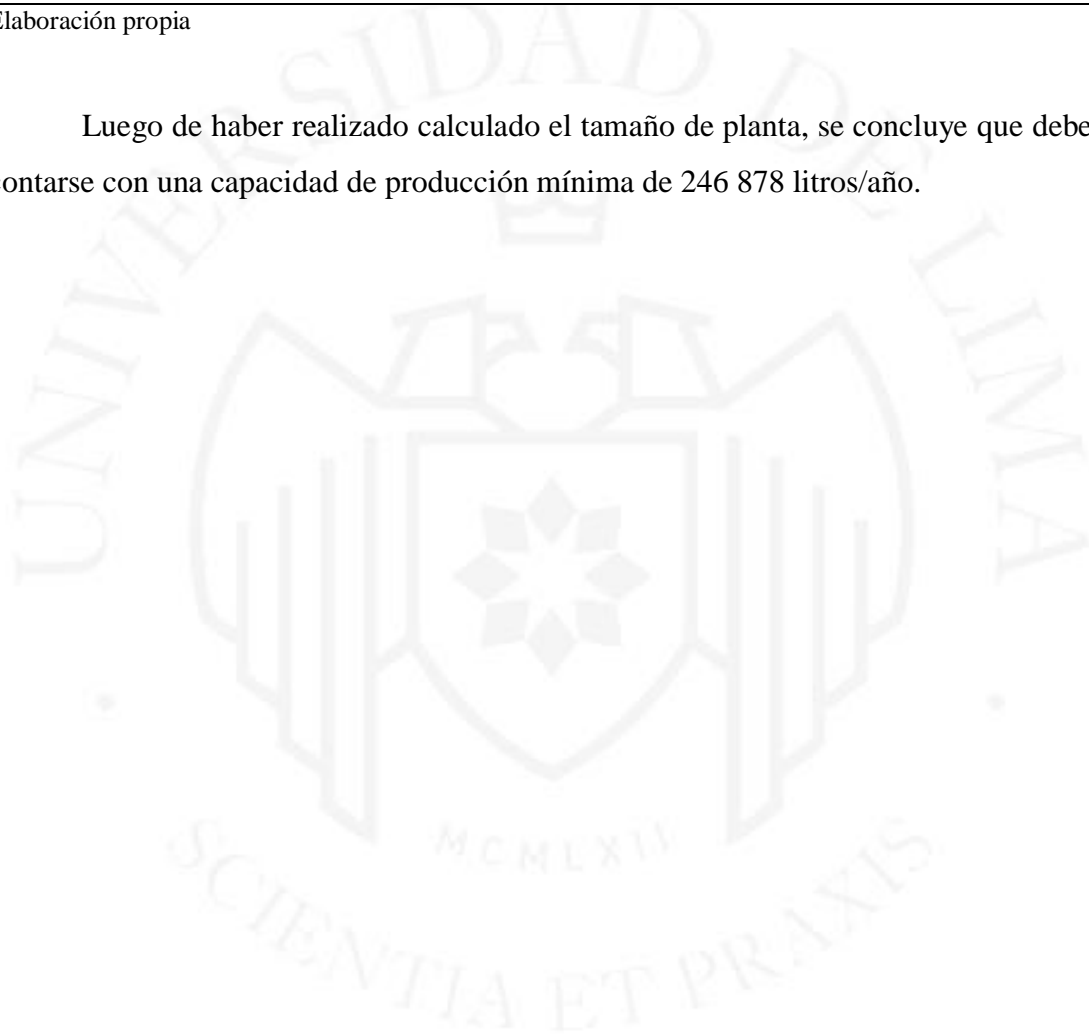 Elaboración propia
Luego de haber realizado calculado el tamaño de planta, se concluye que debe
contarse con una capacidad de producción mínima de 246 878 litros/año.
UNIVERSIDAD DE LIMA
MCMLXII
SCIENTIA ET PRAXIS